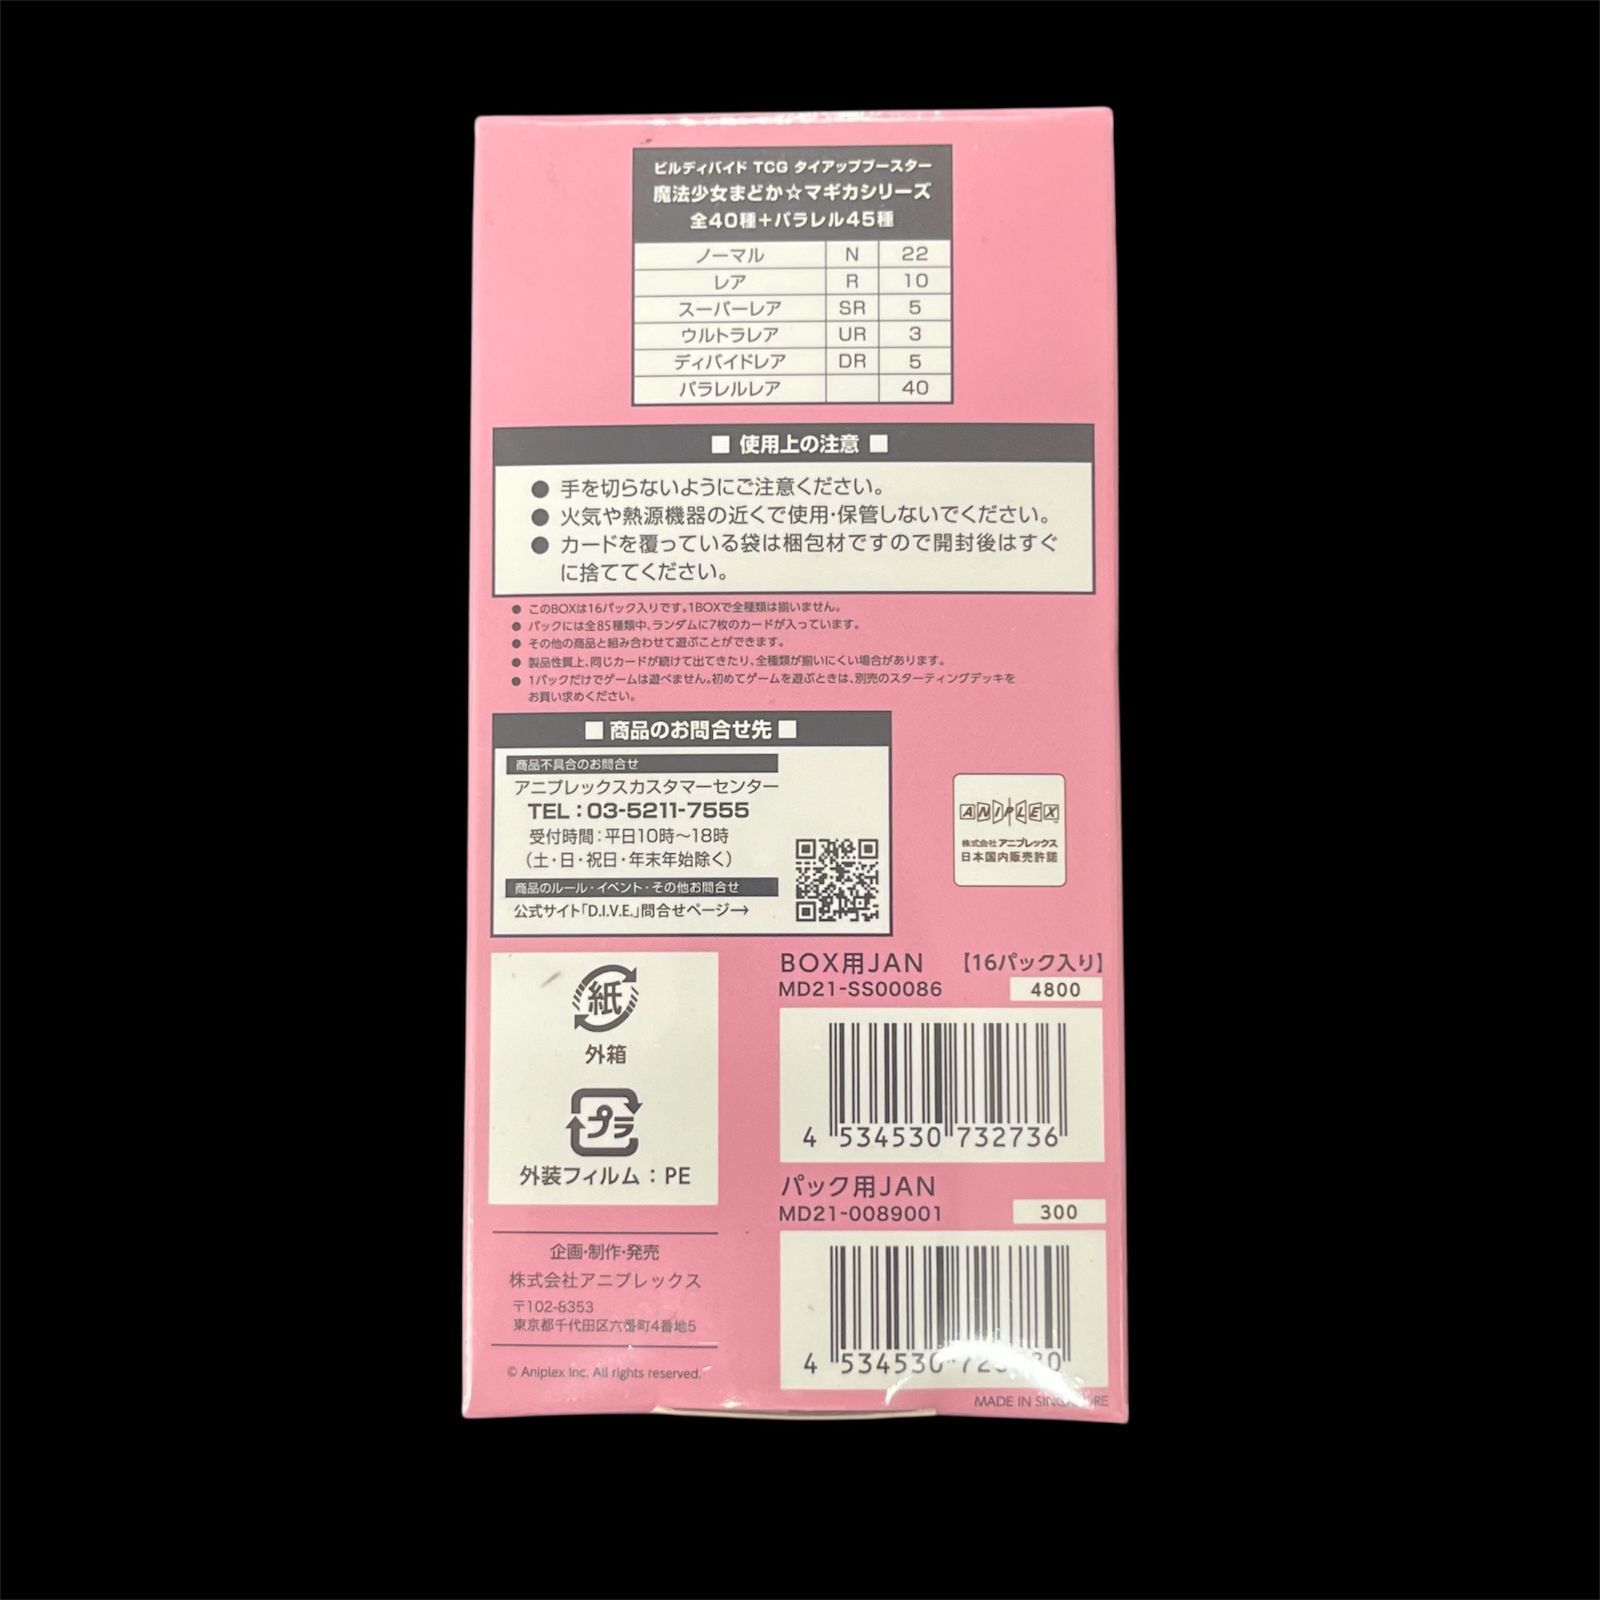 ビルディバイド TCG タイアップブースター
魔法少女まどか☆マギカシリーズ
全40種＋パラレル45種
ノーマル N 22
レア R 10
スーパーレア SR 5
ウルトラレア UR 3
ディバイドレア DR 5
パラレルレア 40
■ 使用上の注意 ■
● 手を切らないようにご注意ください。
● 火気や熱源機器の近くで使用・保管しないでください。
● カードを覆っている袋は梱包材ですので開封後はすぐ
に捨ててください。
● このBOXは16パック入りです。1BOXで全種類は揃いません。
● パックには全85種類中、ランダムに7枚のカードが入っています。
● その他の商品と組み合わせて遊ぶことができます。
● 製品性質上、同じカードが続けて出てきたり、全種類が揃いにくい場合があります。
● 1パックだけでゲームは遊べません。初めてゲームを遊ぶときは、別売のスターティングデッキを
お買い求めください。
■ 商品のお問合せ先 ■
商品不具合のお問合せ
アニプレックスカスタマーセンター
TEL：03-5211-7555
受付時間：平日10時～18時
（土・日・祝日・年末年始除く）
商品のルール・イベント・その他お問合せ
公式サイト「D.I.V.E.」問合せページ→
ANIPLEX
株式会社 アニプレックス
日本国内販売許諾
紙
外箱
プラ
外装フィルム：PE
企画・制作・発売
株式会社アニプレックス
〒102-8353
東京都千代田区六番町4番地5
© Aniplex Inc. All rights reserved.
BOX用JAN 【16パック入り】
MD21-SS00086 4800
4 534530 732736
パック用JAN
MD21-0089001 300
4 534530
MADE IN